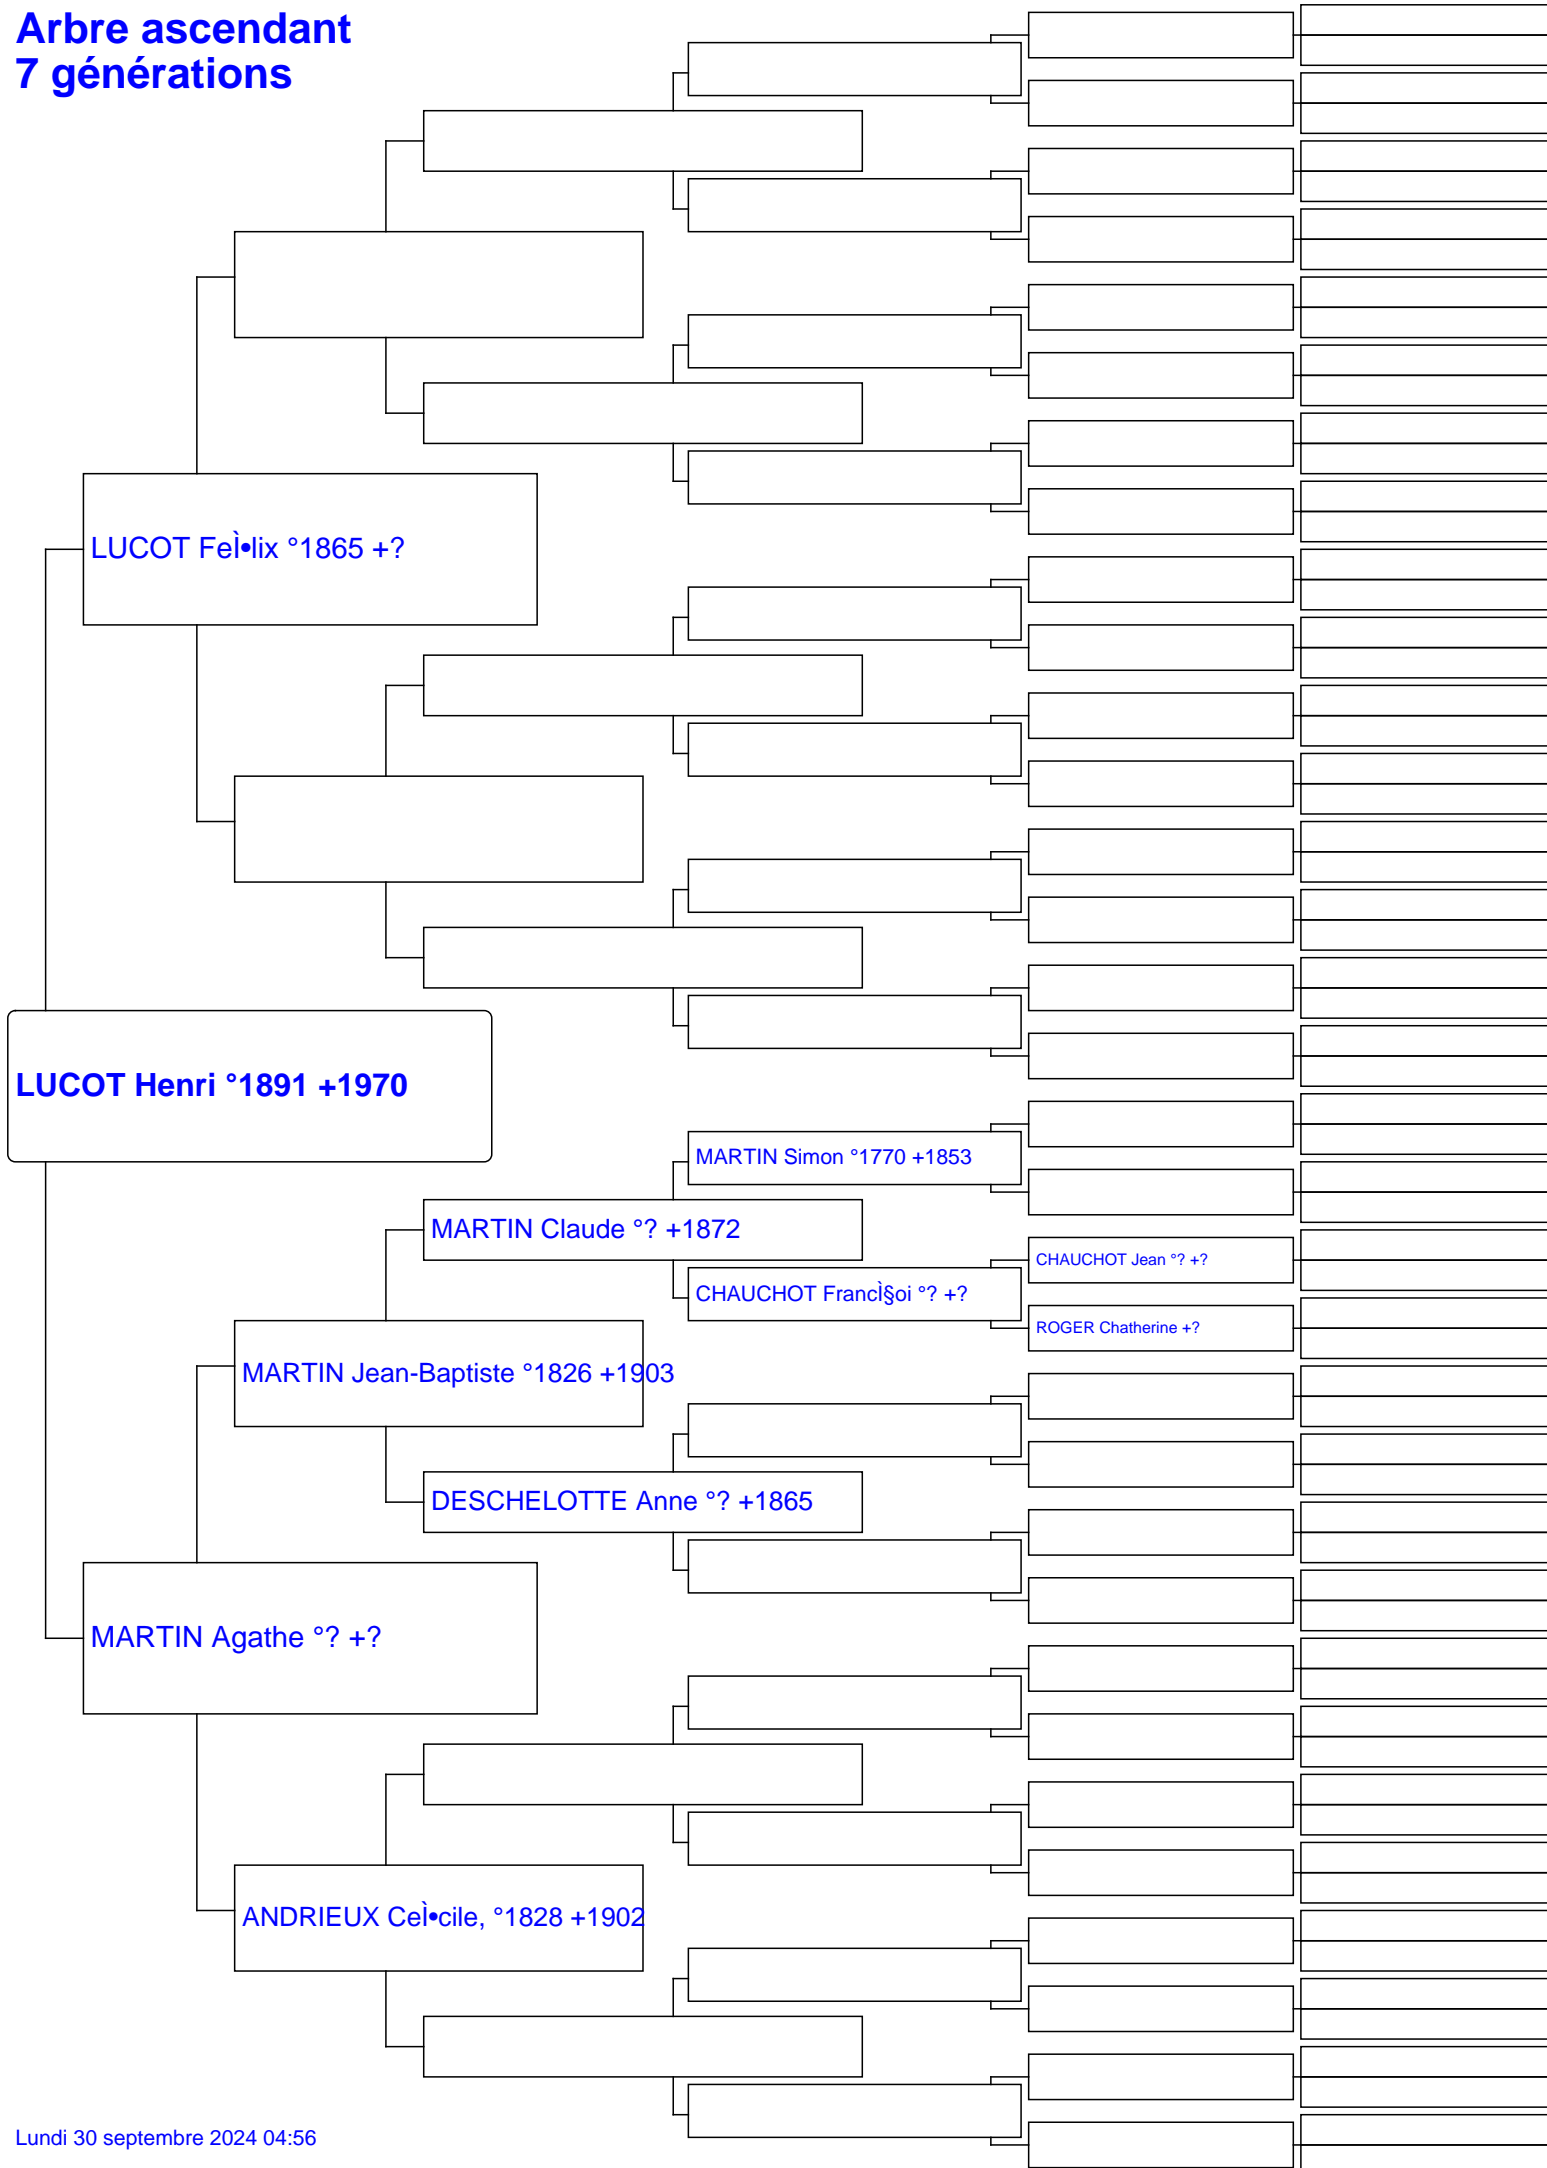 Arbre ascendant
7 générations
LUCOT FeÌ•lix °1865 +?
LUCOT Henri °1891 +1970
MARTIN Simon °1770 +1853
MARTIN Claude °? +1872
CHAUCHOT Jean °? +?
CHAUCHOT FrancÌ§oi °? +?
ROGER Chatherine +?
MARTIN Jean-Baptiste °1826 +1903
DESCHELOTTE Anne °? +1865
MARTIN Agathe °? +?
ANDRIEUX CeÌ•cile, °1828 +1902
Lundi 30 septembre 2024 04:56